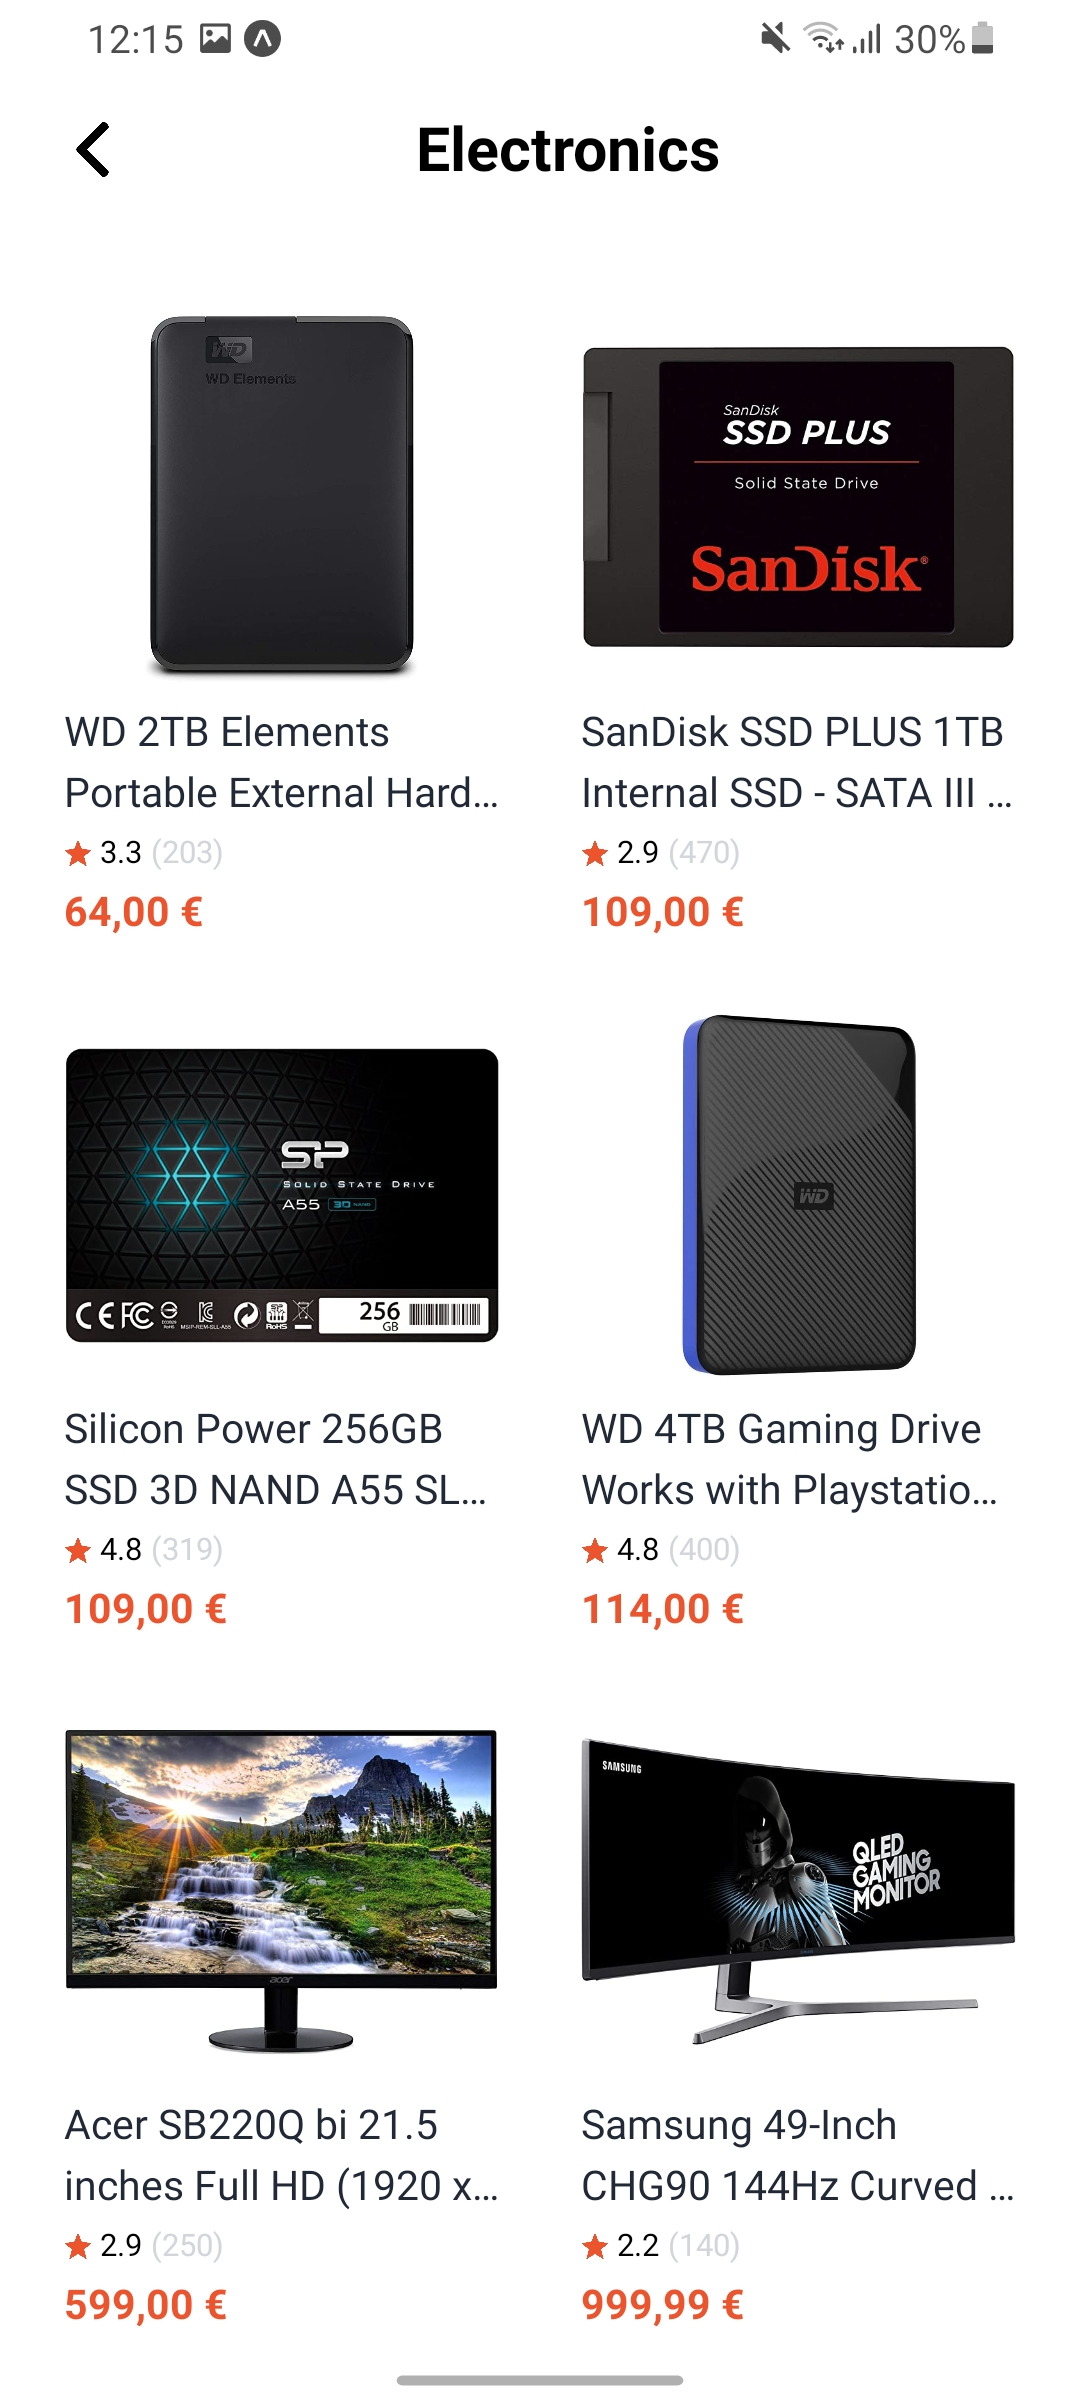 12:15
30%
Electronics
WD
WD Elements
SanDisk
SSD PLUS
Solid State Drive
SanDisk
WD 2TB Elements
Portable External Hard...
3.3 (203)
64,00 €
SanDisk SSD PLUS 1TB
Internal SSD - SATA III ...
2.9 (470)
109,00 €
SP
SOLID STATE DRIVE
A55 3D NAND
256
GB
WD
Silicon Power 256GB
SSD 3D NAND A55 SL...
4.8 (319)
109,00 €
WD 4TB Gaming Drive
Works with Playstatio...
4.8 (400)
114,00 €
acer
SAMSUNG
QLED
GAMING
MONITOR
Acer SB220Q bi 21.5
inches Full HD (1920 x...
2.9 (250)
599,00 €
Samsung 49-Inch
CHG90 144Hz Curved ...
2.2 (140)
999,99 €